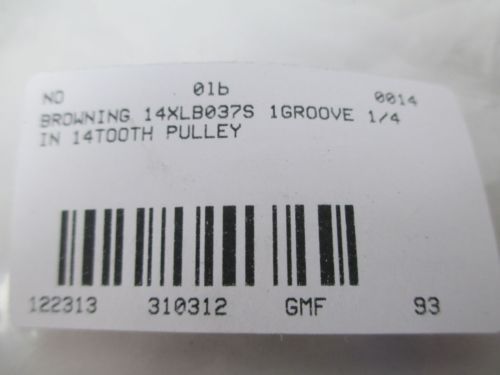 NO 01b 0014
BROWNING 14XLB037S 1GROOVE 1/4
IN 14TOOTH PULLEY
122313 310312 GMF 93